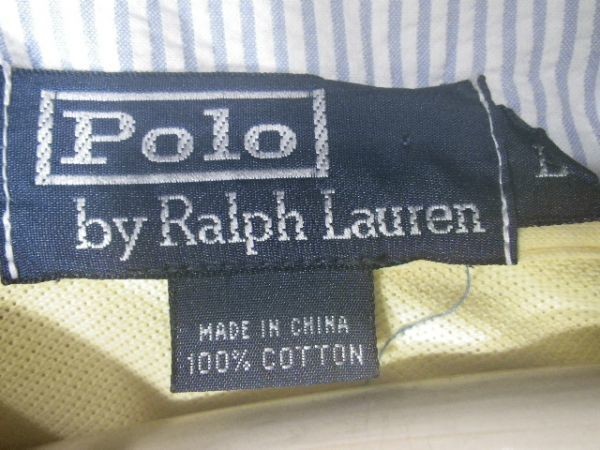 Polo
by Ralph Lauren
L
MADE IN CHINA
100% COTTON